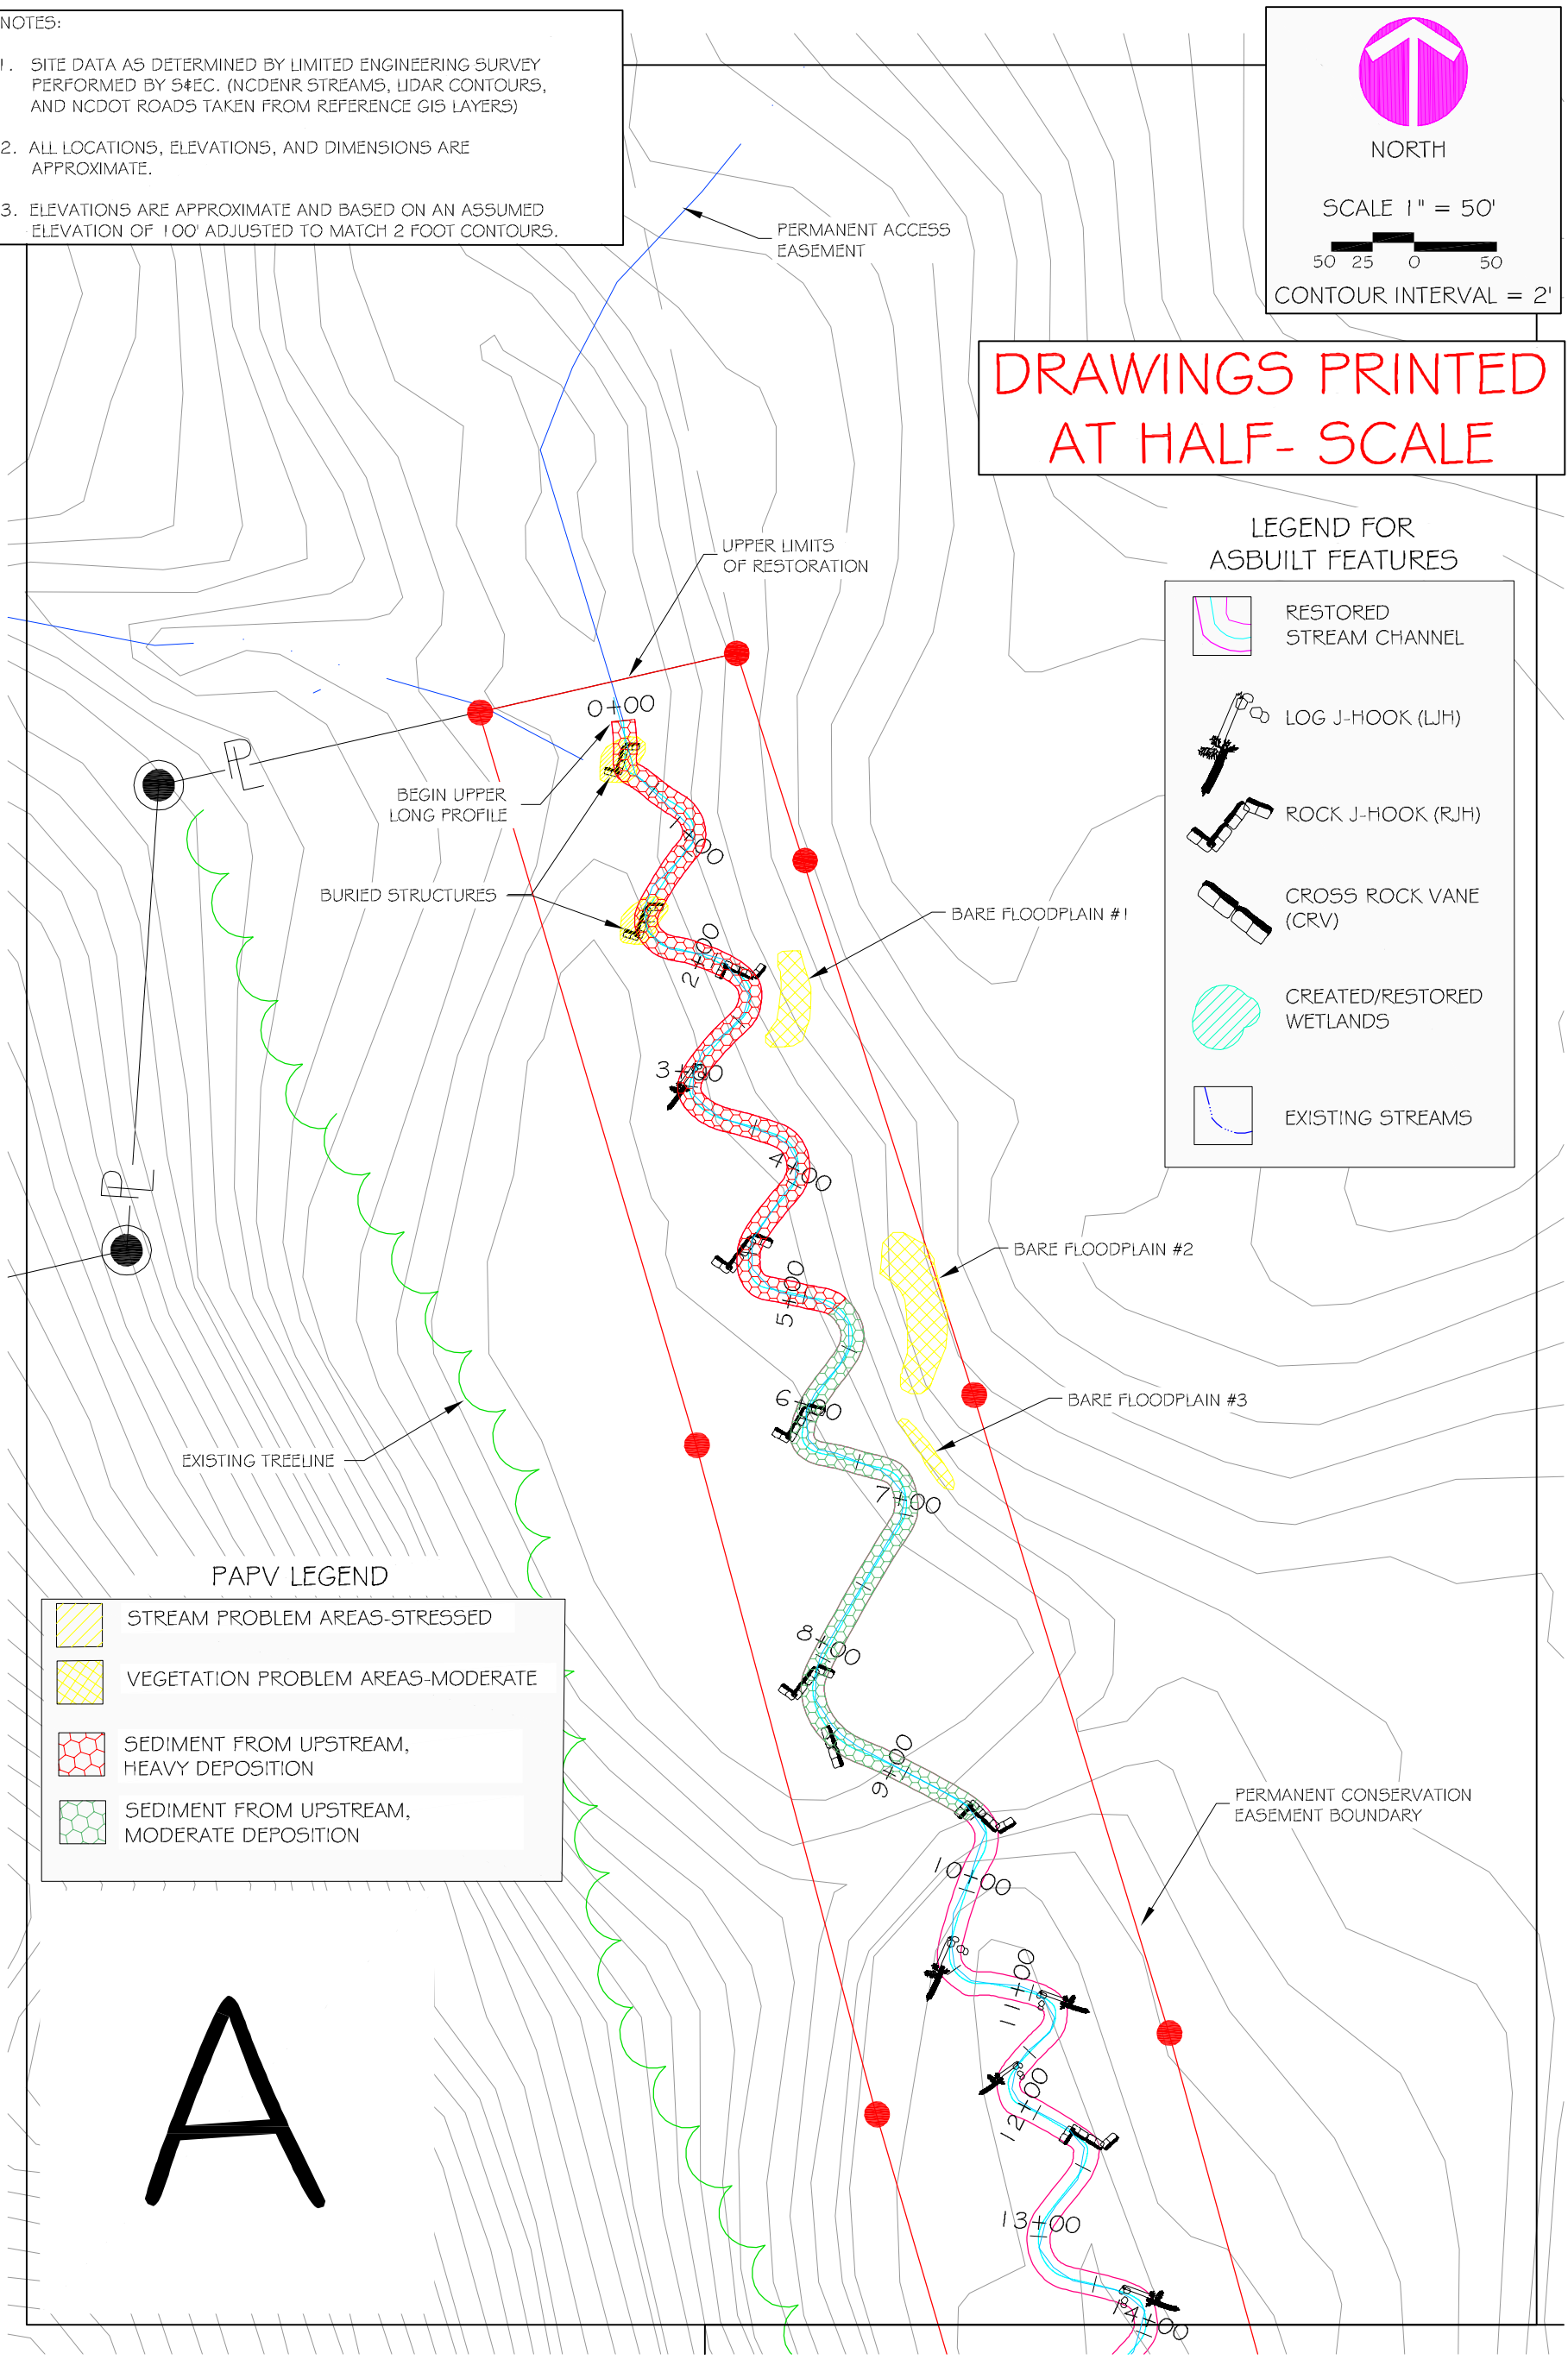 NOTES:
1. SITE DATA AS DETERMINED BY LIMITED ENGINEERING SURVEY
PERFORMED BY S&EC. (NCDENR STREAMS, LIDAR CONTOURS,
AND NCDOT ROADS TAKEN FROM REFERENCE GIS LAYERS)
2. ALL LOCATIONS, ELEVATIONS, AND DIMENSIONS ARE
APPROXIMATE.
3. ELEVATIONS ARE APPROXIMATE AND BASED ON AN ASSUMED
ELEVATION OF 100' ADJUSTED TO MATCH 2 FOOT CONTOURS.
NORTH
SCALE 1" = 50'
50 25 0 50
CONTOUR INTERVAL = 2'
DRAWINGS PRINTED
AT HALF- SCALE
PERMANENT ACCESS
EASEMENT
UPPER LIMITS
OF RESTORATION
LEGEND FOR
ASBUILT FEATURES
RESTORED
STREAM CHANNEL
LOG J-HOOK (LJH)
ROCK J-HOOK (RJH)
CROSS ROCK VANE
(CRV)
CREATED/RESTORED
WETLANDS
EXISTING STREAMS
0+00
PL
BEGIN UPPER
LONG PROFILE
1+00
BURIED STRUCTURES
BARE FLOODPLAIN #1
2+00
3+00
4+00
PL
BARE FLOODPLAIN #2
5+00
6+00
BARE FLOODPLAIN #3
EXISTING TREELINE
7+00
8+00
9+00
PAPV LEGEND
STREAM PROBLEM AREAS-STRESSED
VEGETATION PROBLEM AREAS-MODERATE
SEDIMENT FROM UPSTREAM,
HEAVY DEPOSITION
SEDIMENT FROM UPSTREAM,
MODERATE DEPOSITION
PERMANENT CONSERVATION
EASEMENT BOUNDARY
10+00
11+00
12+00
13+00
14+00
A